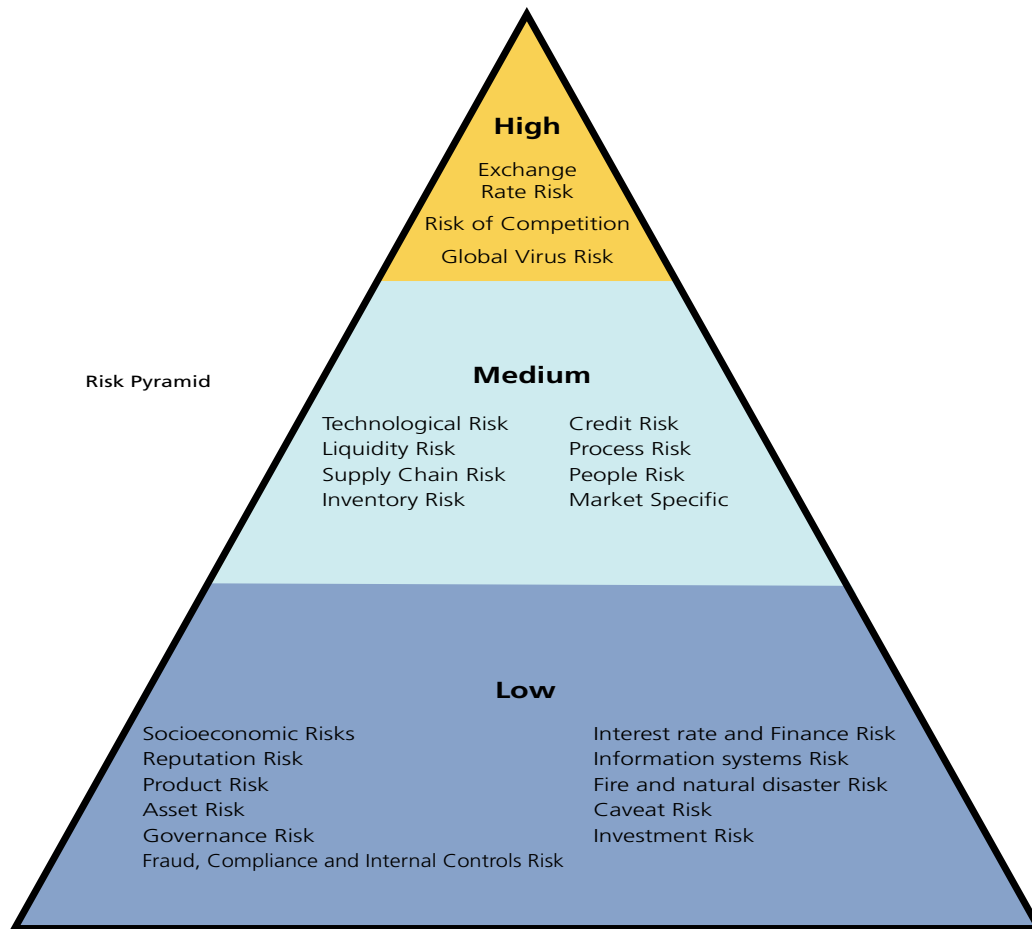 High
Exchange
Rate Risk
Risk of Competition
Global Virus Risk
Risk Pyramid
Medium
Technological Risk
Liquidity Risk
Supply Chain Risk
Inventory Risk
Credit Risk
Process Risk
People Risk
Market Specific
Low
Socioeconomic Risks
Reputation Risk
Product Risk
Asset Risk
Governance Risk
Fraud, Compliance and Internal Controls Risk
Interest rate and Finance Risk
Information systems Risk
Fire and natural disaster Risk
Caveat Risk
Investment Risk